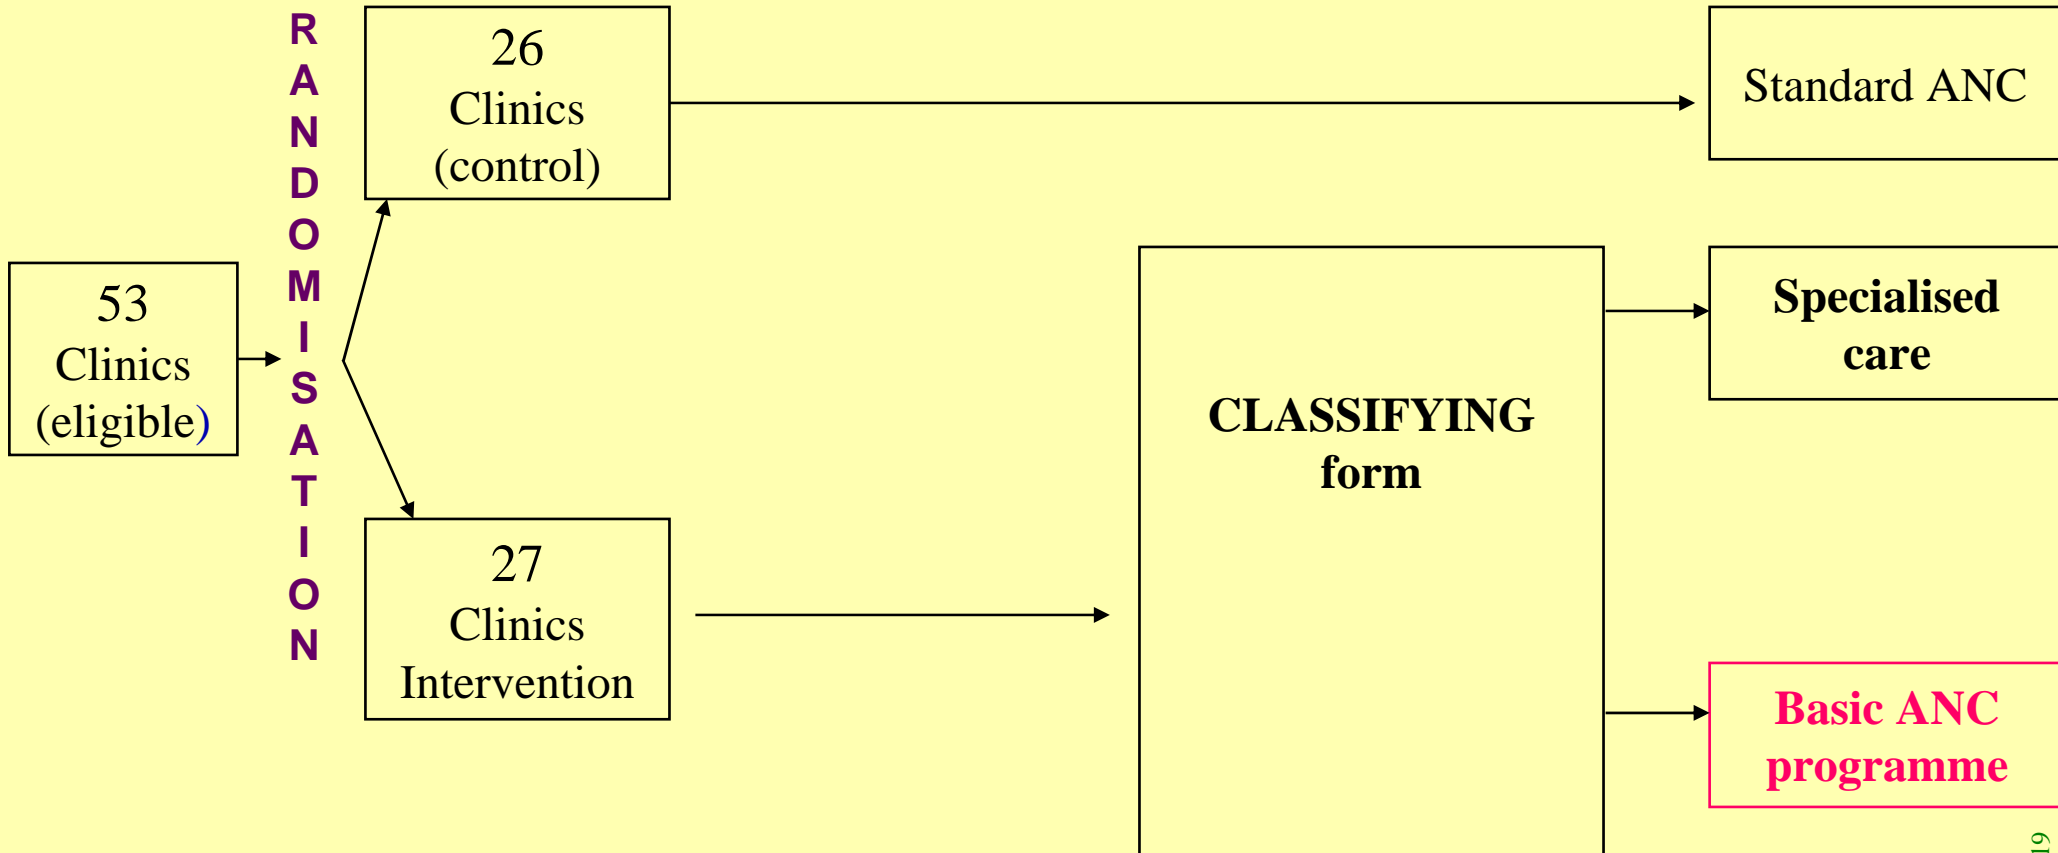 53
Clinics
(eligible)
RANDOMISATION
26
Clinics
(control)
27
Clinics
Intervention
CLASSIFYING
form
Standard ANC
Specialised
care
Basic ANC
programme
19